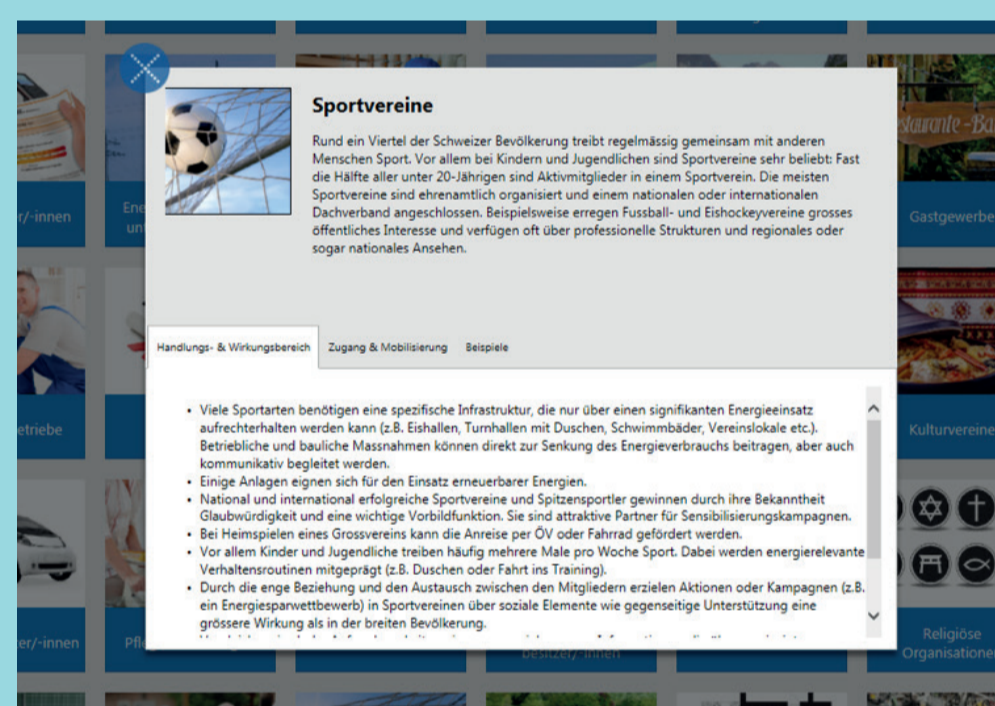 Sportvereine
Rund ein Viertel der Schweizer Bevölkerung treibt regelmässig gemeinsam mit anderen
Menschen Sport. Vor allem bei Kindern und Jugendlichen sind Sportvereine sehr beliebt: Fast
die Hälfte aller unter 20-Jährigen sind Aktivmitglieder in einem Sportverein. Die meisten
Sportvereine sind ehrenamtlich organisiert und einem nationalen oder internationalen
Dachverband angeschlossen. Beispielsweise erregen Fussball- und Eishockeyvereine grosses
öffentliches Interesse und verfügen oft über professionelle Strukturen und regionales oder
sogar nationales Ansehen.
Handlungs- & Wirkungsbereich Zugang & Mobilisierung Beispiele
• Viele Sportarten benötigen eine spezifische Infrastruktur, die nur über einen signifikanten Energieeinsatz
aufrechterhalten werden kann (z.B. Eishallen, Turnhallen mit Duschen, Schwimmbäder, Vereinslokale etc.).
Betriebliche und bauliche Massnahmen können direkt zur Senkung des Energieverbrauchs beitragen, aber auch
kommunikativ begleitet werden.
• Einige Anlagen eignen sich für den Einsatz erneuerbarer Energien.
• National und international erfolgreiche Sportvereine und Spitzensportler gewinnen durch ihre Bekanntheit
Glaubwürdigkeit und eine wichtige Vorbildfunktion. Sie sind attraktive Partner für Sensibilisierungskampagnen.
• Bei Heimspielen eines Grossvereins kann die Anreise per ÖV oder Fahrrad gefördert werden.
• Vor allem Kinder und Jugendliche treiben häufig mehrere Male pro Woche Sport. Dabei werden energierelevante
Verhaltensroutinen mitgeprägt (z.B. Duschen oder Fahrt ins Training).
• Durch die enge Beziehung und den Austausch zwischen den Mitgliedern erzielen Aktionen oder Kampagnen (z.B.
ein Energiesparwettbewerb) in Sportvereinen über soziale Elemente wie gegenseitige Unterstützung eine
grössere Wirkung als in der breiten Bevölkerung.
r/-innen
Gastgewerbe
etriebe
Kulturvereine
er/-innen
besitzer/-innen
Religiöse
Organisatione